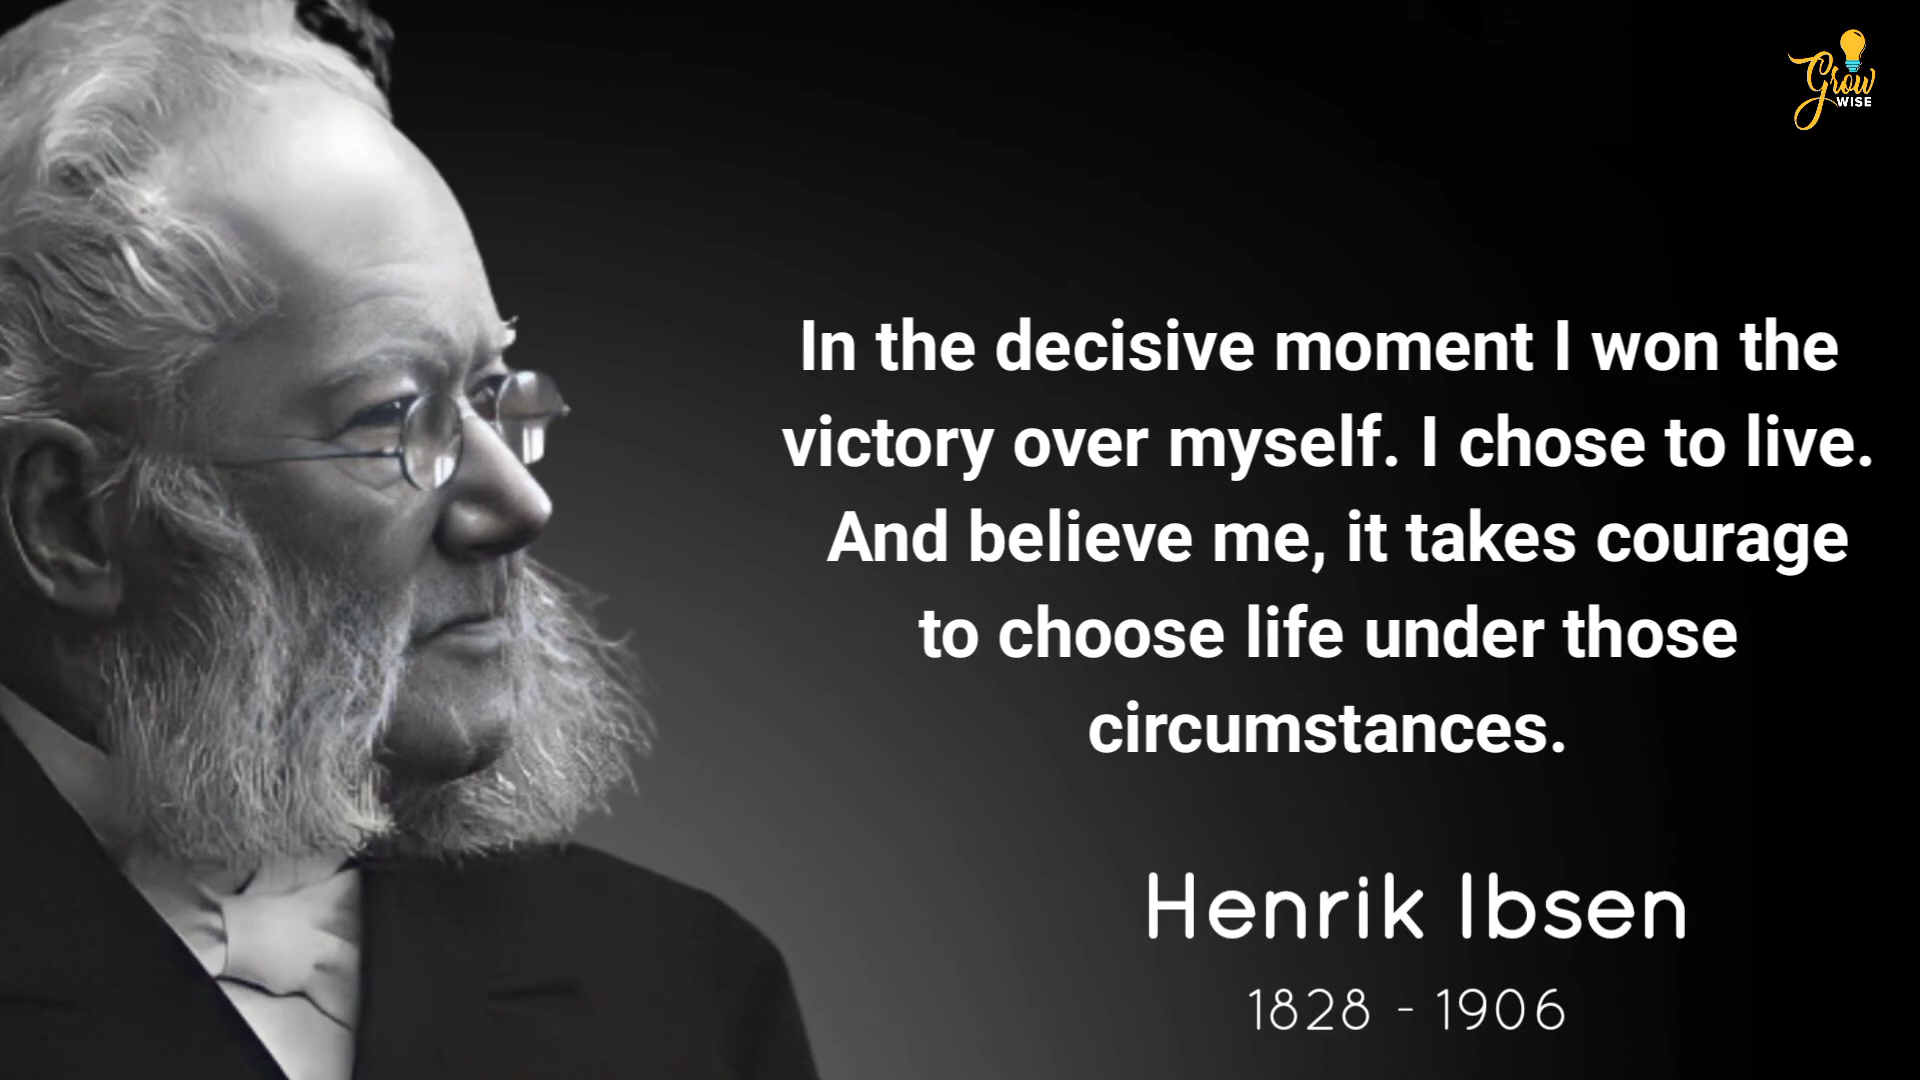 Grow
WISE
In the decisive moment I won the
victory over myself. I chose to live.
And believe me, it takes courage
to choose life under those
circumstances.
Henrik Ibsen
1828 - 1906